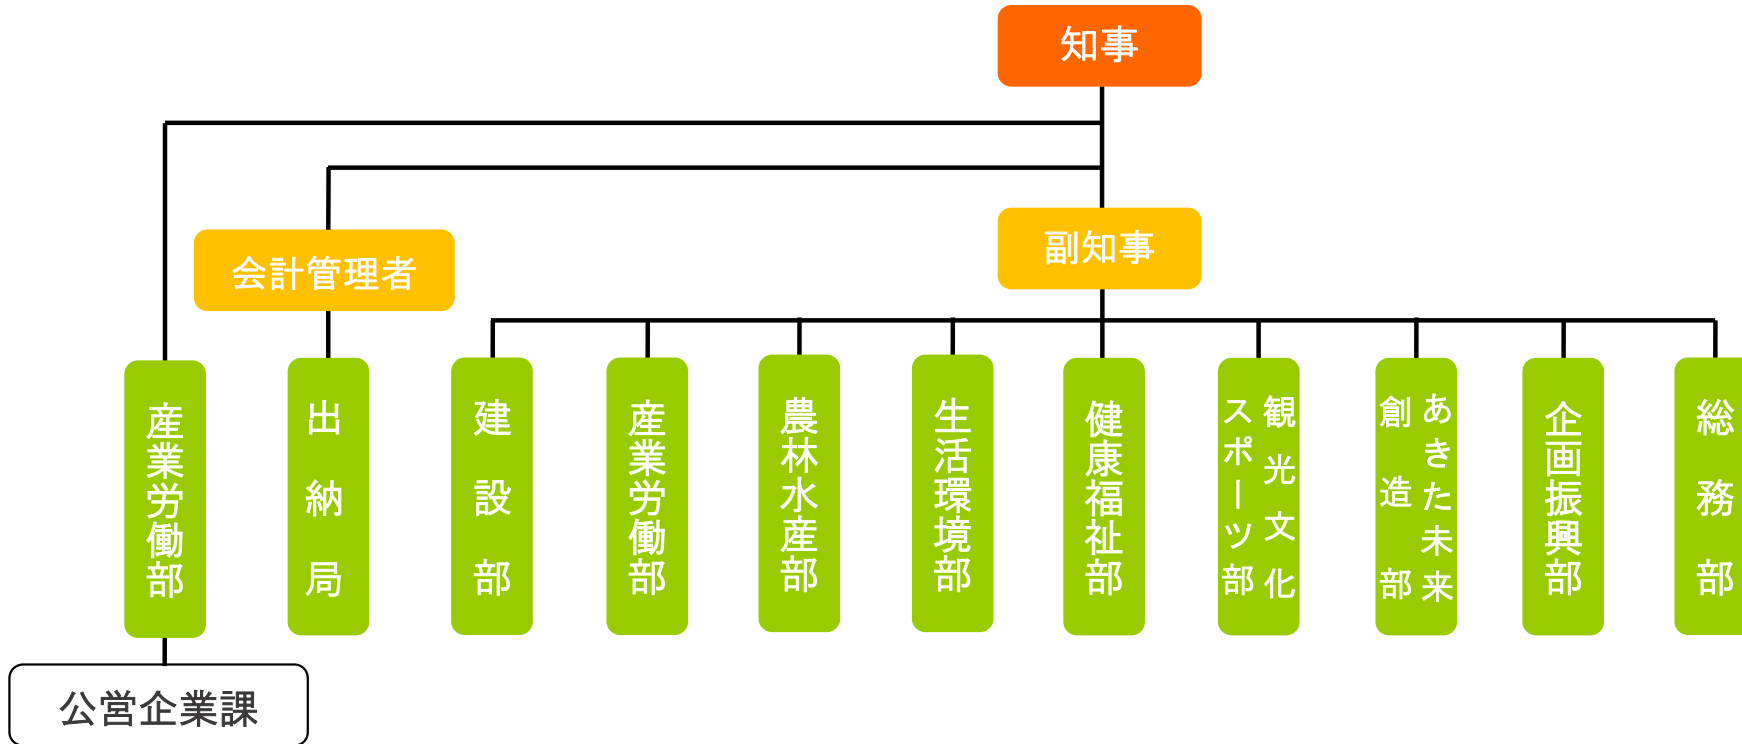 知事
副知事
会計管理者
総務部
企画振興部
あきた未来
創造部
観光文化
スポーツ部
健康福祉部
生活環境部
農林水産部
産業労働部
建設部
出納局
産業労働部
公営企業課